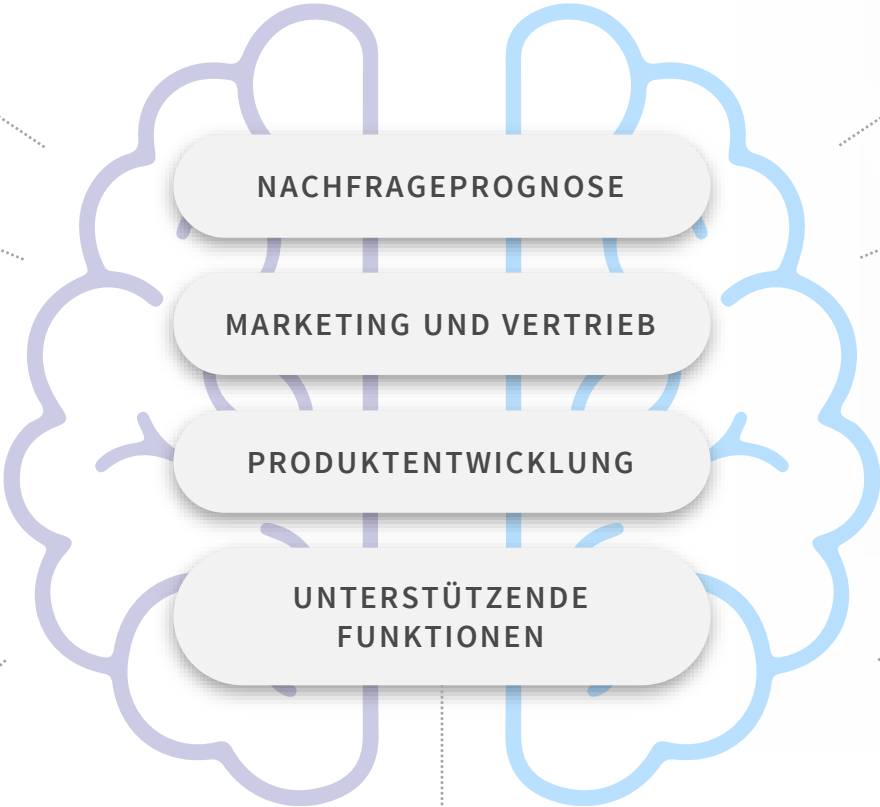 NACHFRAGEPROGNOSE
MARKETING UND VERTRIEB
PRODUKTENTWICKLUNG
UNTERSTÜTZENDE
FUNKTIONEN